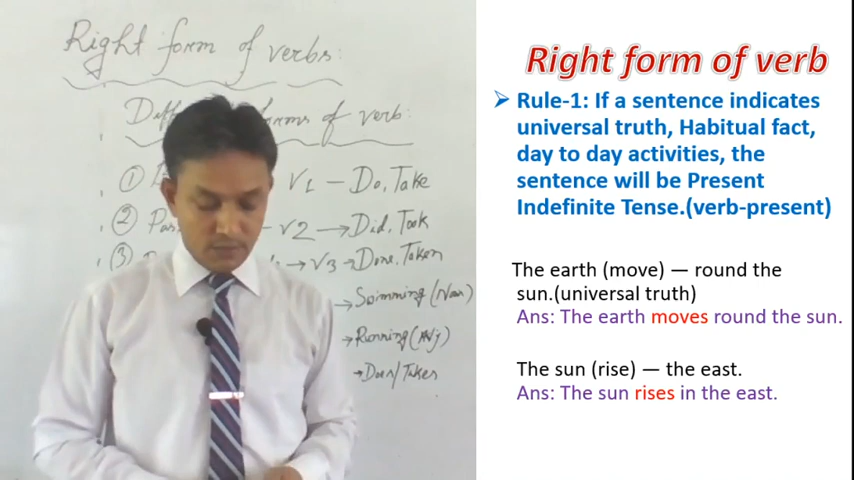 Right form of verbs:
Diff forms of verb:
① V1 – Do, Take
② Pas – V2 → Did, Took
③ → V3 → Done, Taken
→ Swimming (Noun)
→ Running (Adj)
→ Does/Takes
Right form of verb
➢ Rule-1: If a sentence indicates
universal truth, Habitual fact,
day to day activities, the
sentence will be Present
Indefinite Tense.(verb-present)
The earth (move) — round the
sun.(universal truth)
Ans: The earth moves round the sun.
The sun (rise) — the east.
Ans: The sun rises in the east.